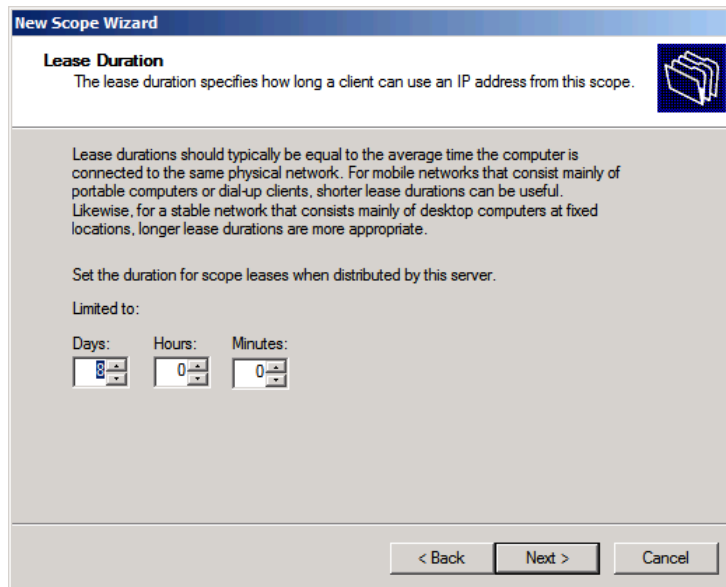 New Scope Wizard
Lease Duration
The lease duration specifies how long a client can use an IP address from this scope.
Lease durations should typically be equal to the average time the computer is
connected to the same physical network. For mobile networks that consist mainly of
portable computers or dial-up clients, shorter lease durations can be useful.
Likewise, for a stable network that consists mainly of desktop computers at fixed
locations, longer lease durations are more appropriate.
Set the duration for scope leases when distributed by this server.
Limited to:
Days: Hours: Minutes:
8 0 0
< Back Next > Cancel